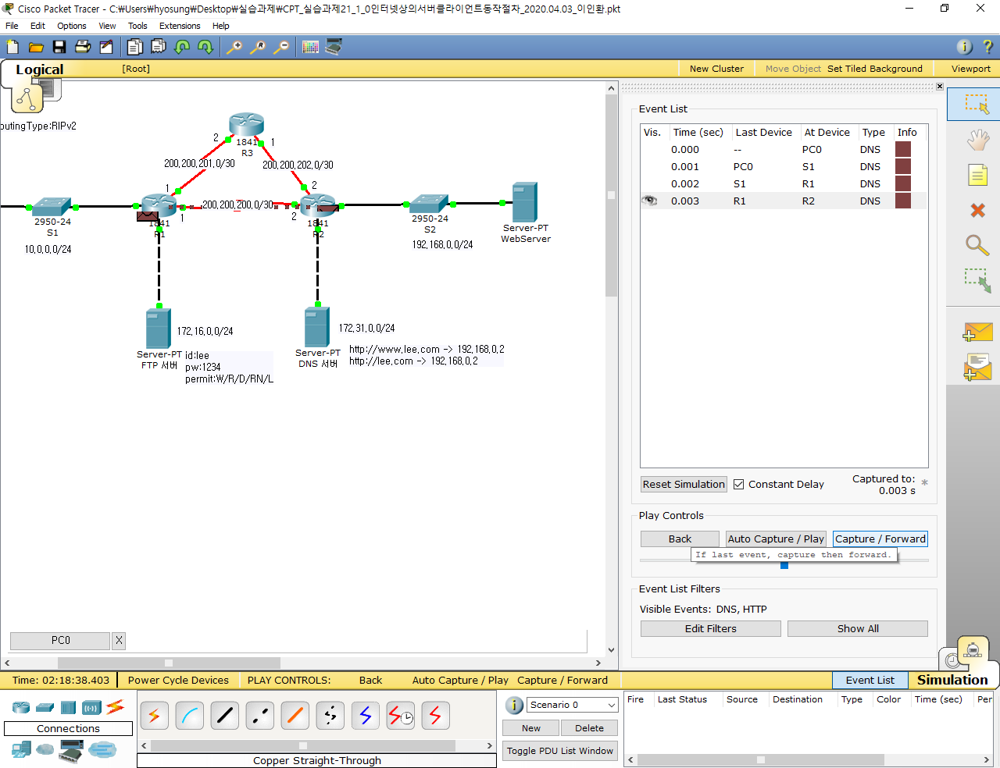 Cisco Packet Tracer - C:₩Users₩hyosung₩Desktop₩실습과제₩CPT_실습과제21_1_0인터넷상의서버클라이언트동작절차_2020.04.03_이인환.pkt
File Edit Options View Tools Extensions Help
Logical [Root] New Cluster Move Object Set Tiled Background Viewport
outingType:RIPv2
1841
R3
2
1
200.200.201.0/30
200.200.202.0/30
1
2
200.200.200.0/30
1
2
1841
R1
1841
R2
2950-24
S1
10.0.0.0/24
2950-24
S2
192.168.0.0/24
Server-PT
WebServer
172.16.0.0/24
Server-PT
FTP 서버
id:lee
pw:1234
permit:W/R/D/RN/L
172.31.0.0/24
Server-PT
DNS 서버
http://www.lee.com -> 192.168.0.2
http://lee.com -> 192.168.0.2
PC0 X
Event List
Vis. Time (sec) Last Device At Device Type Info
0.000 -- PC0 DNS
0.001 PC0 S1 DNS
0.002 S1 R1 DNS
0.003 R1 R2 DNS
Reset Simulation Constant Delay Captured to: *
0.003 s
Play Controls
Back Auto Capture / Play Capture / Forward
If last event, capture then forward.
Event List Filters
Visible Events: DNS, HTTP
Edit Filters Show All
Time: 02:18:38.403 Power Cycle Devices PLAY CONTROLS: Back Auto Capture / Play Capture / Forward Event List Simulation
Connections
Copper Straight-Through
Scenario 0
New Delete
Toggle PDU List Window
Fire Last Status Source Destination Type Color Time (sec) Per